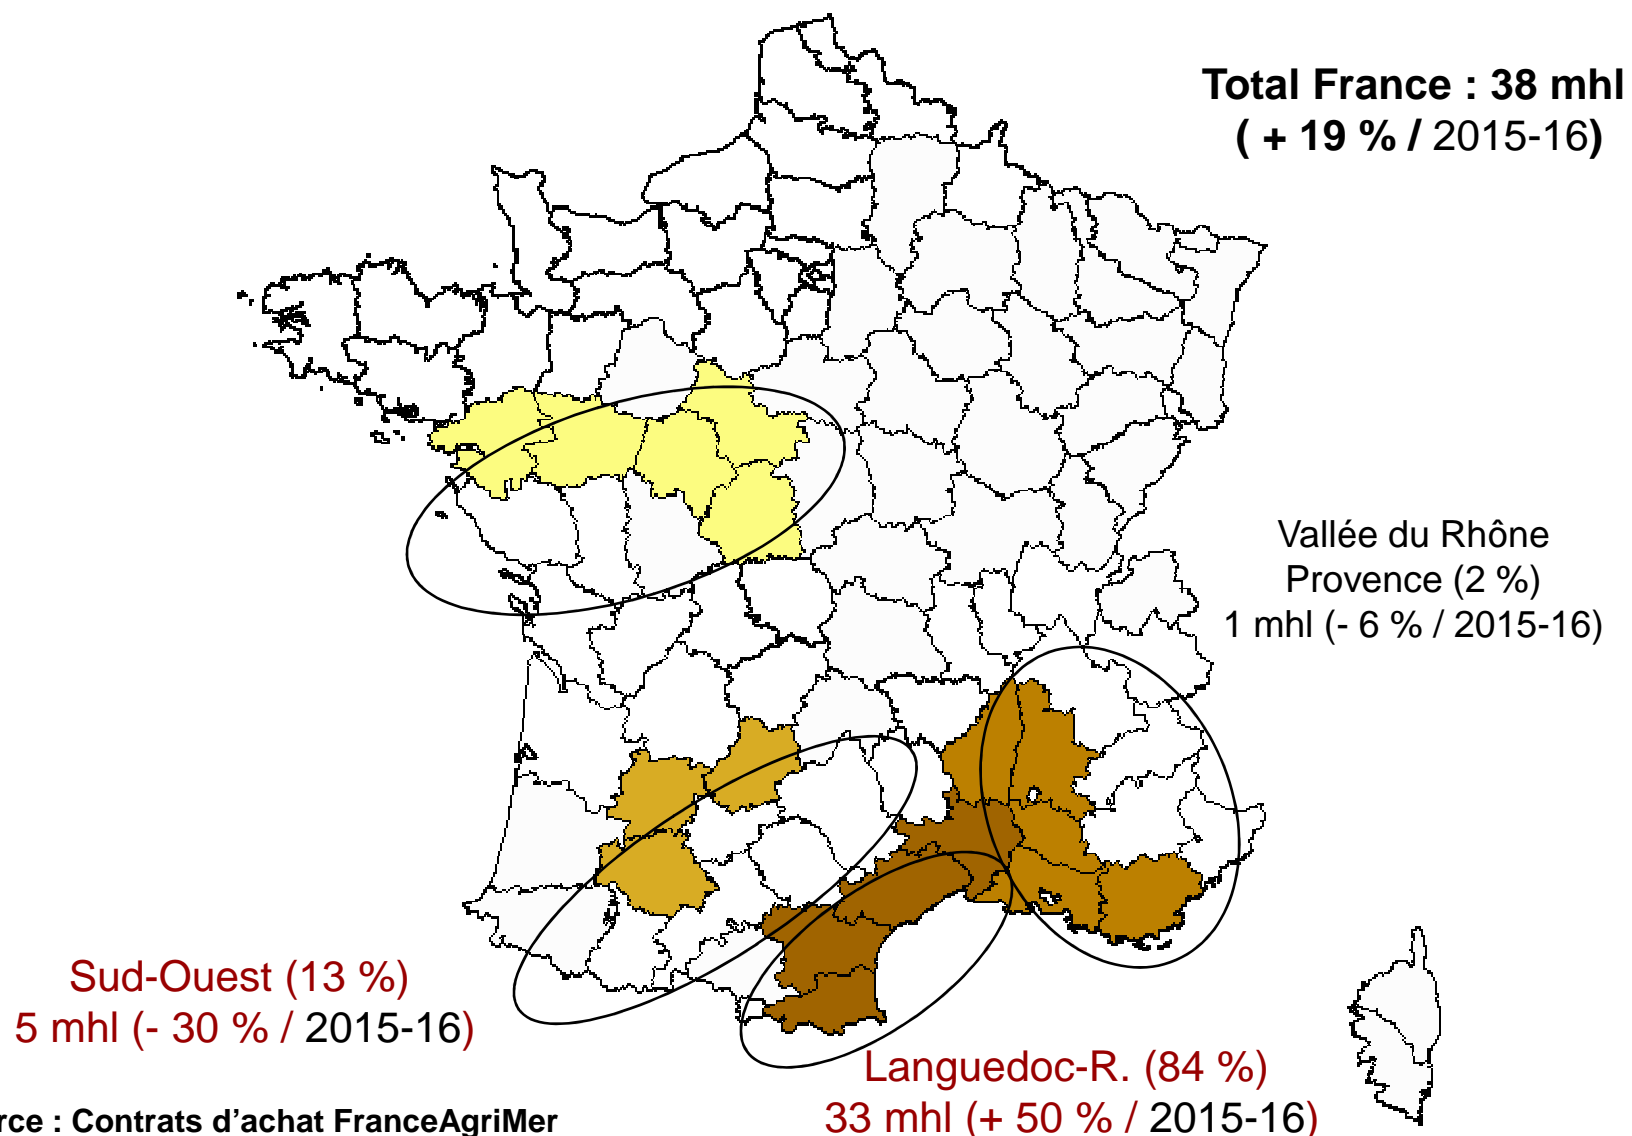 Total France : 38 mhl
( + 19 % / 2015-16)
Vallée du Rhône
Provence (2 %)
1 mhl (- 6 % / 2015-16)
Sud-Ouest (13 %)
5 mhl (- 30 % / 2015-16)
Languedoc-R. (84 %)
33 mhl (+ 50 % / 2015-16)
rce : Contrats d’achat FranceAgriMer